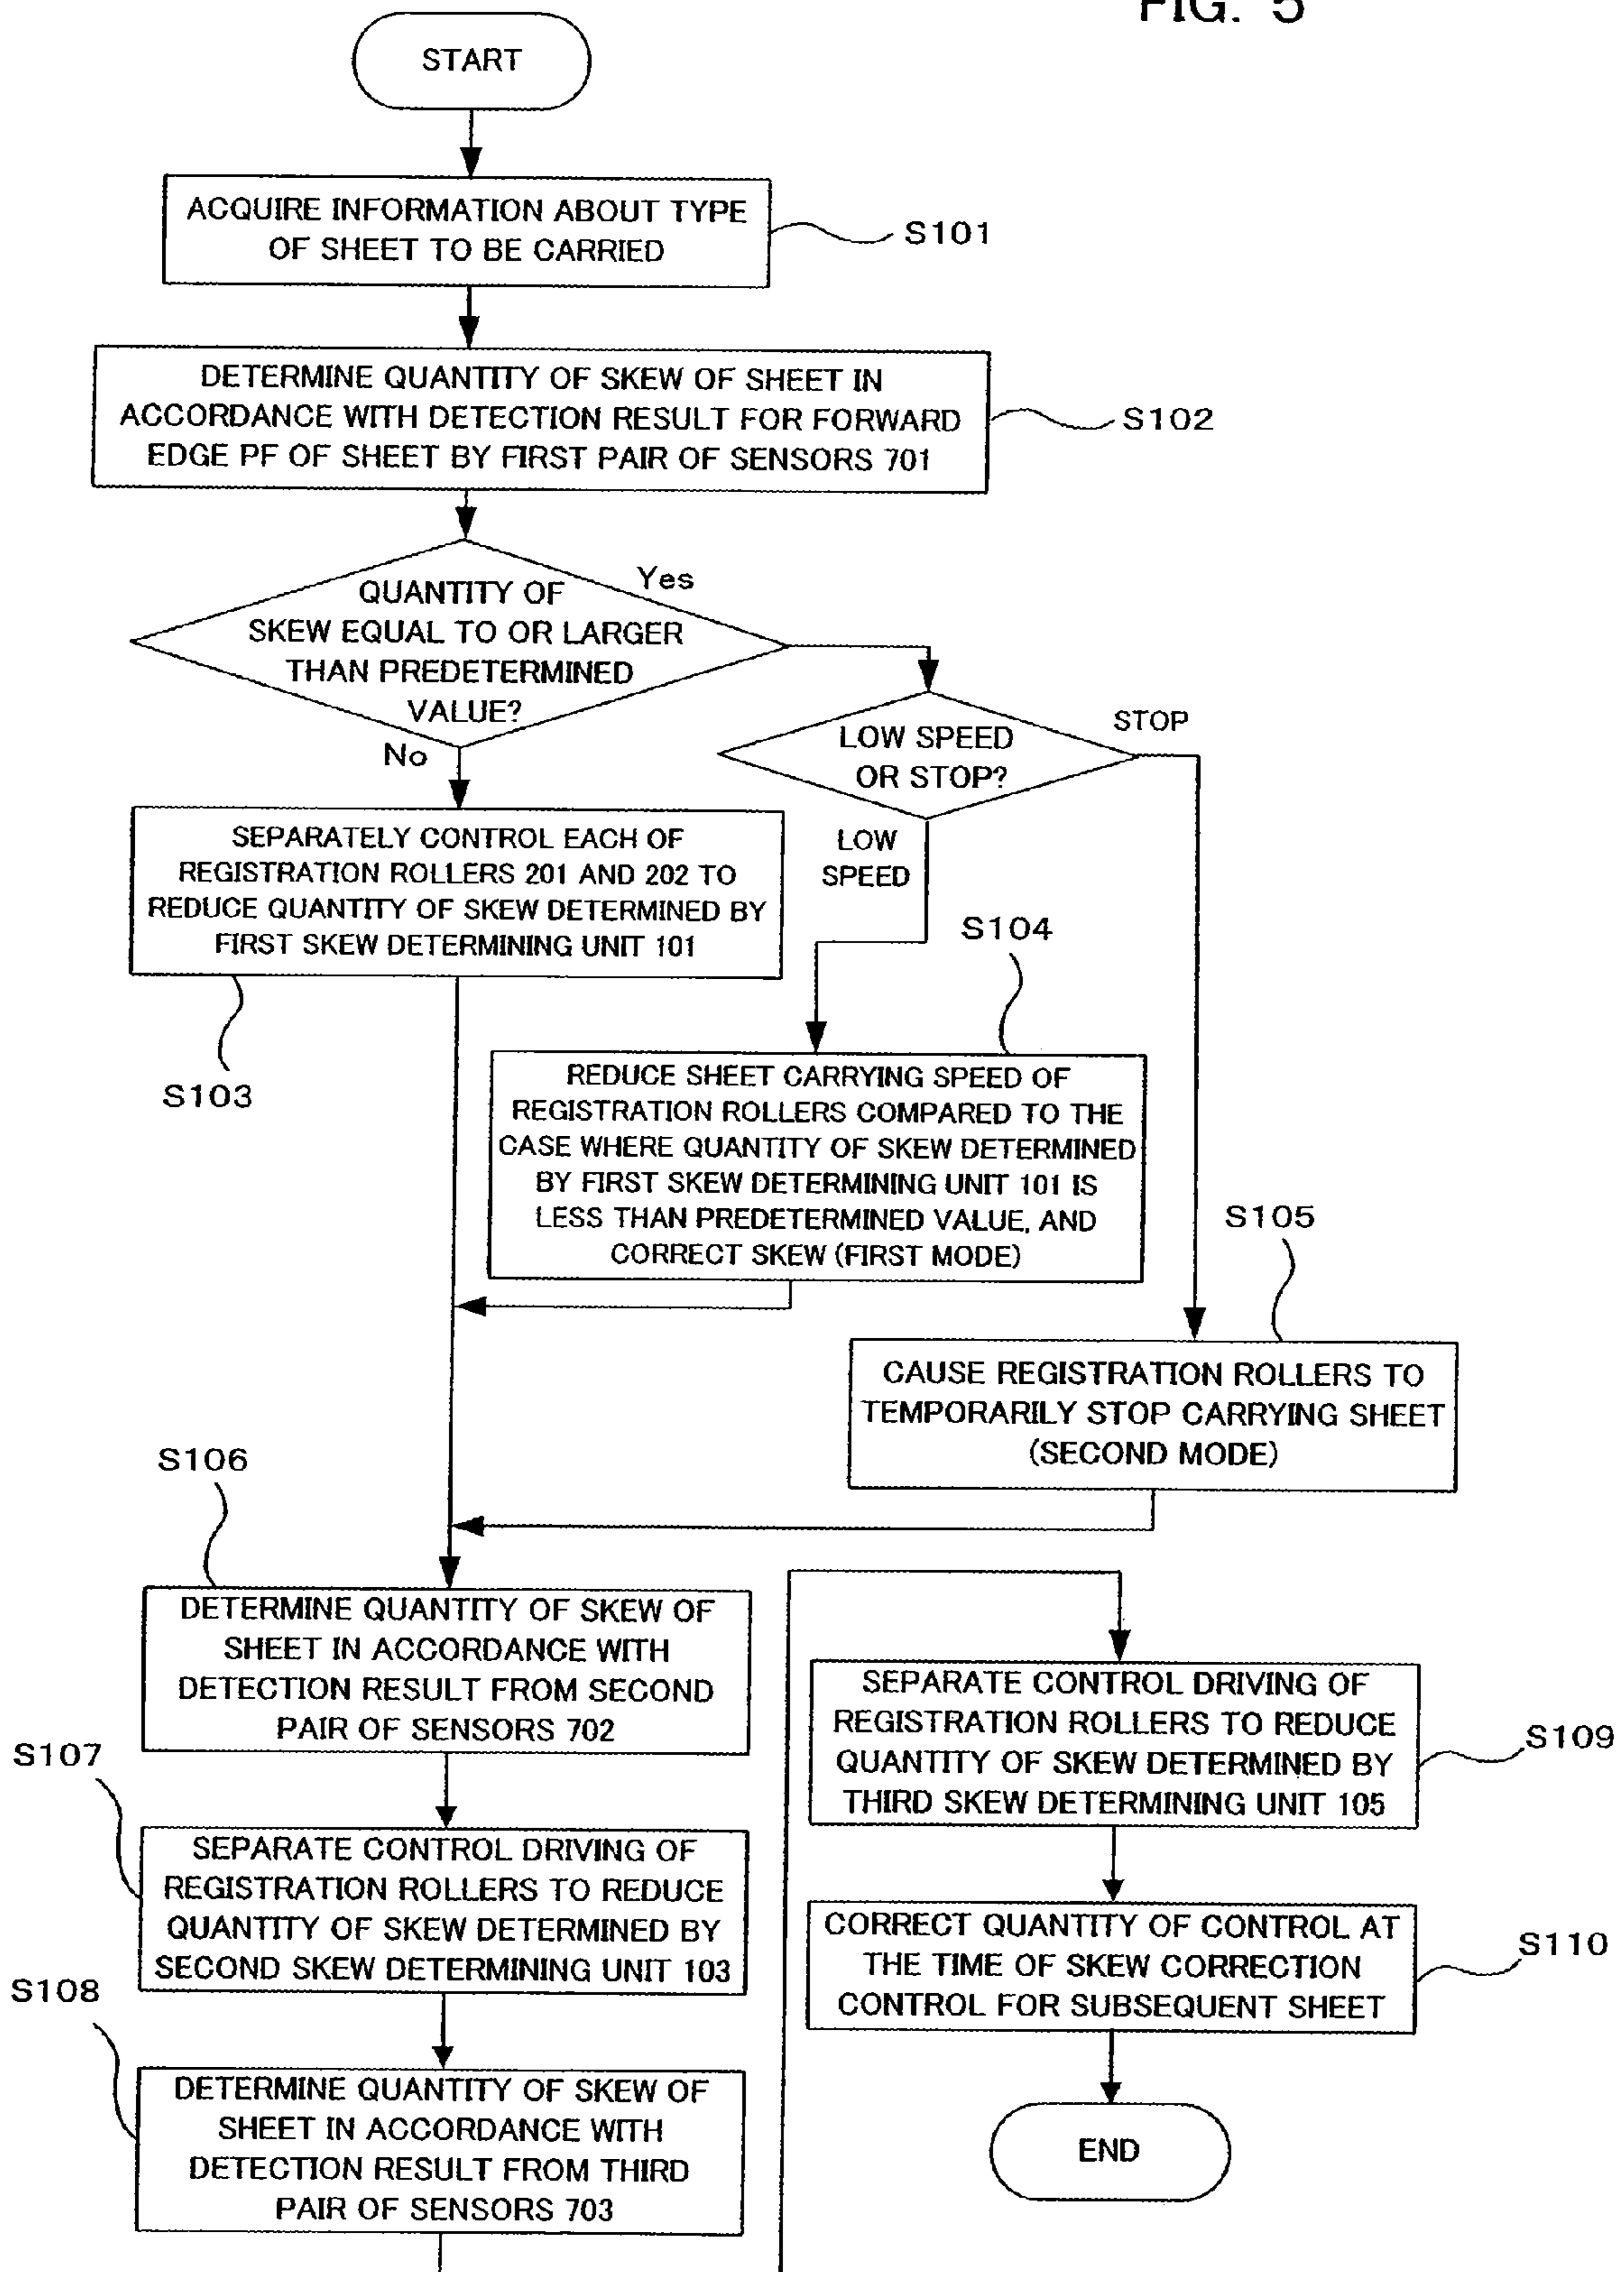 FIG. 5
START
ACQUIRE INFORMATION ABOUT TYPE
OF SHEET TO BE CARRIED
S101
DETERMINE QUANTITY OF SKEW OF SHEET IN
ACCORDANCE WITH DETECTION RESULT FOR FORWARD
EDGE PF OF SHEET BY FIRST PAIR OF SENSORS 701
S102
QUANTITY OF
SKEW EQUAL TO OR LARGER
THAN PREDETERMINED
VALUE?
Yes
No
LOW SPEED
OR STOP?
STOP
LOW
SPEED
SEPARATELY CONTROL EACH OF
REGISTRATION ROLLERS 201 AND 202 TO
REDUCE QUANTITY OF SKEW DETERMINED BY
FIRST SKEW DETERMINING UNIT 101
S103
S104
REDUCE SHEET CARRYING SPEED OF
REGISTRATION ROLLERS COMPARED TO THE
CASE WHERE QUANTITY OF SKEW DETERMINED
BY FIRST SKEW DETERMINING UNIT 101 IS
LESS THAN PREDETERMINED VALUE, AND
CORRECT SKEW (FIRST MODE)
S105
CAUSE REGISTRATION ROLLERS TO
TEMPORARILY STOP CARRYING SHEET
(SECOND MODE)
S106
DETERMINE QUANTITY OF SKEW OF
SHEET IN ACCORDANCE WITH
DETECTION RESULT FROM SECOND
PAIR OF SENSORS 702
S107
SEPARATE CONTROL DRIVING OF
REGISTRATION ROLLERS TO REDUCE
QUANTITY OF SKEW DETERMINED BY
SECOND SKEW DETERMINING UNIT 103
S108
DETERMINE QUANTITY OF SKEW OF
SHEET IN ACCORDANCE WITH
DETECTION RESULT FROM THIRD
PAIR OF SENSORS 703
SEPARATE CONTROL DRIVING OF
REGISTRATION ROLLERS TO REDUCE
QUANTITY OF SKEW DETERMINED BY
THIRD SKEW DETERMINING UNIT 105
S109
CORRECT QUANTITY OF CONTROL AT
THE TIME OF SKEW CORRECTION
CONTROL FOR SUBSEQUENT SHEET
S110
END